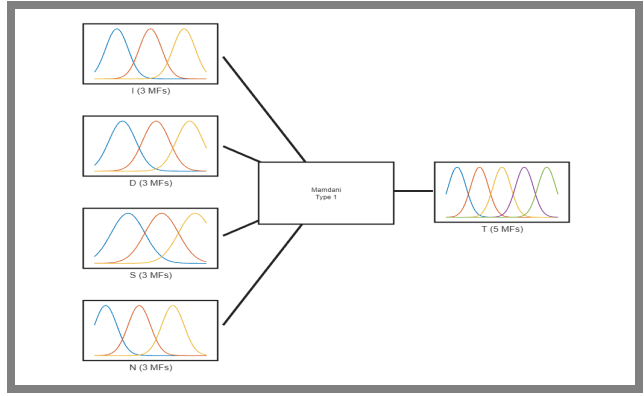 I (3 MFs)
D (3 MFs)
S (3 MFs)
N (3 MFs)
Mamdani
Type 1
T (5 MFs)